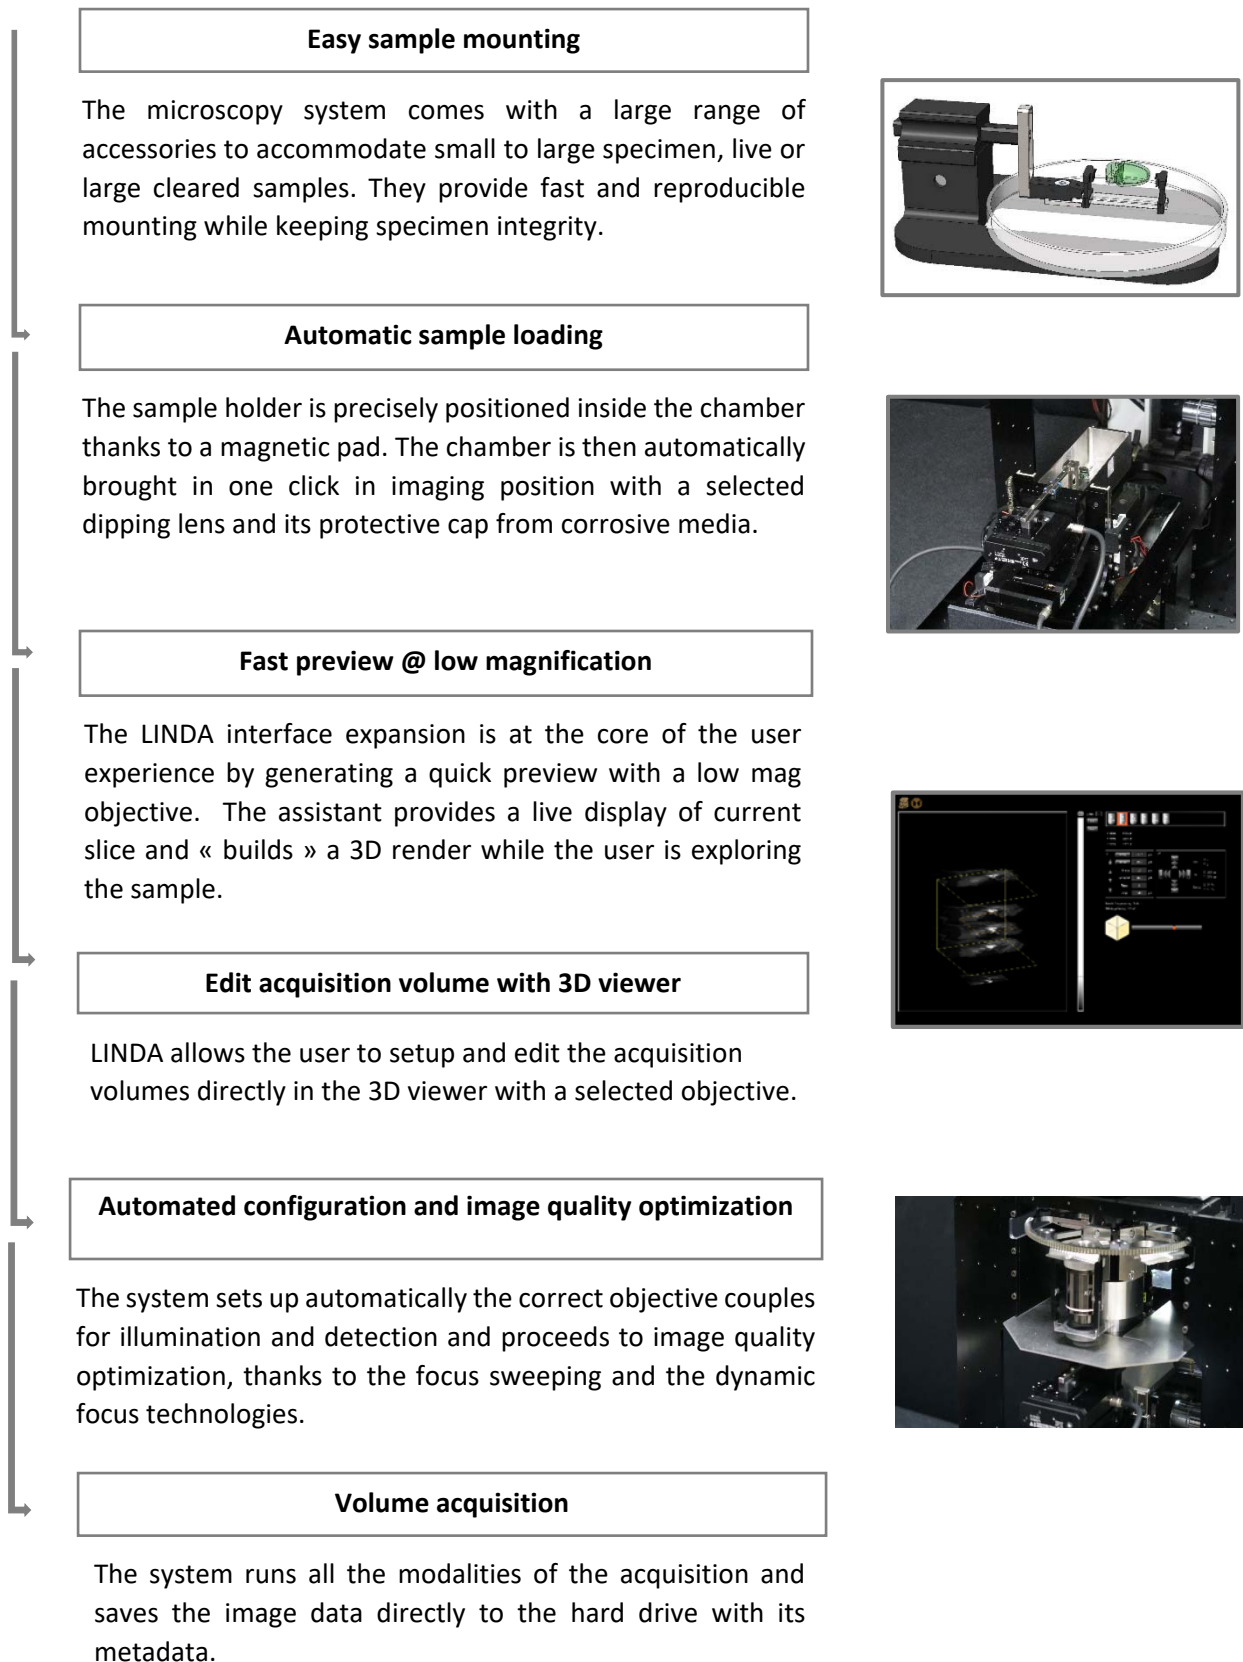 Easy sample mounting
The microscopy system comes with a large range of
accessories to accommodate small to large specimen, live or
large cleared samples. They provide fast and reproducible
mounting while keeping specimen integrity.
Automatic sample loading
The sample holder is precisely positioned inside the chamber
thanks to a magnetic pad. The chamber is then automatically
brought in one click in imaging position with a selected
dipping lens and its protective cap from corrosive media.
Fast preview @ low magnification
The LINDA interface expansion is at the core of the user
experience by generating a quick preview with a low mag
objective. The assistant provides a live display of current
slice and « builds » a 3D render while the user is exploring
the sample.
Edit acquisition volume with 3D viewer
LINDA allows the user to setup and edit the acquisition
volumes directly in the 3D viewer with a selected objective.
Automated configuration and image quality optimization
The system sets up automatically the correct objective couples
for illumination and detection and proceeds to image quality
optimization, thanks to the focus sweeping and the dynamic
focus technologies.
Volume acquisition
The system runs all the modalities of the acquisition and
saves the image data directly to the hard drive with its
metadata.